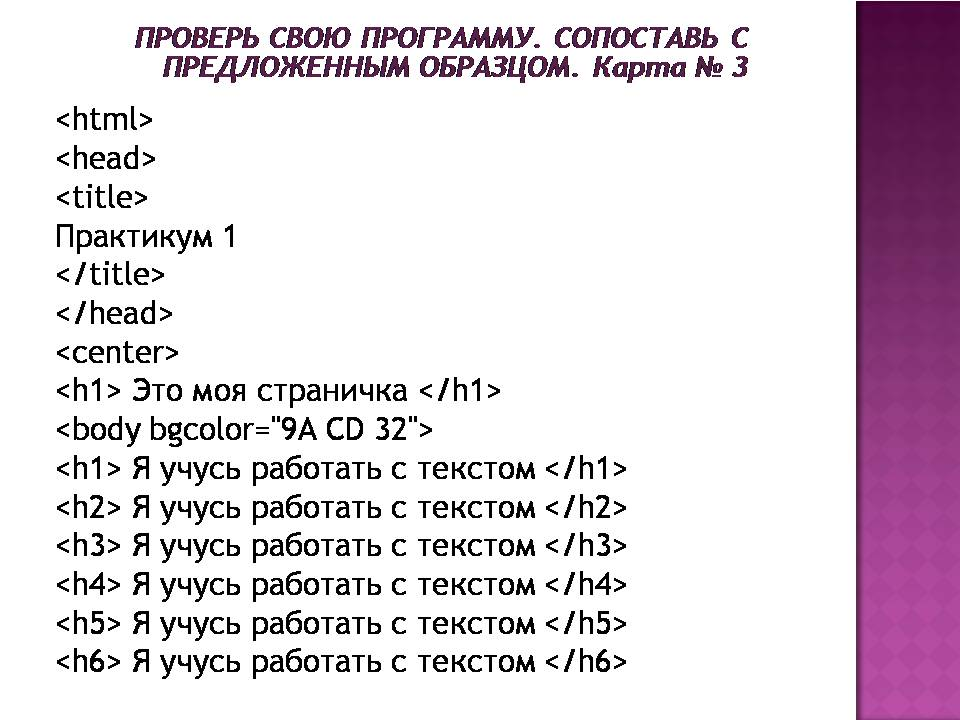 ПРОВЕРЬ СВОЮ ПРОГРАММУ. СОПОСТАВЬ С
ПРЕДЛОЖЕННЫМ ОБРАЗЦОМ. Карта № 3
<html>
<head>
<title>
Практикум 1
</title>
</head>
<center>
<h1> Это моя страничка </h1>
<body bgcolor="9A CD 32">
<h1> Я учусь работать с текстом </h1>
<h2> Я учусь работать с текстом </h2>
<h3> Я учусь работать с текстом </h3>
<h4> Я учусь работать с текстом </h4>
<h5> Я учусь работать с текстом </h5>
<h6> Я учусь работать с текстом </h6>